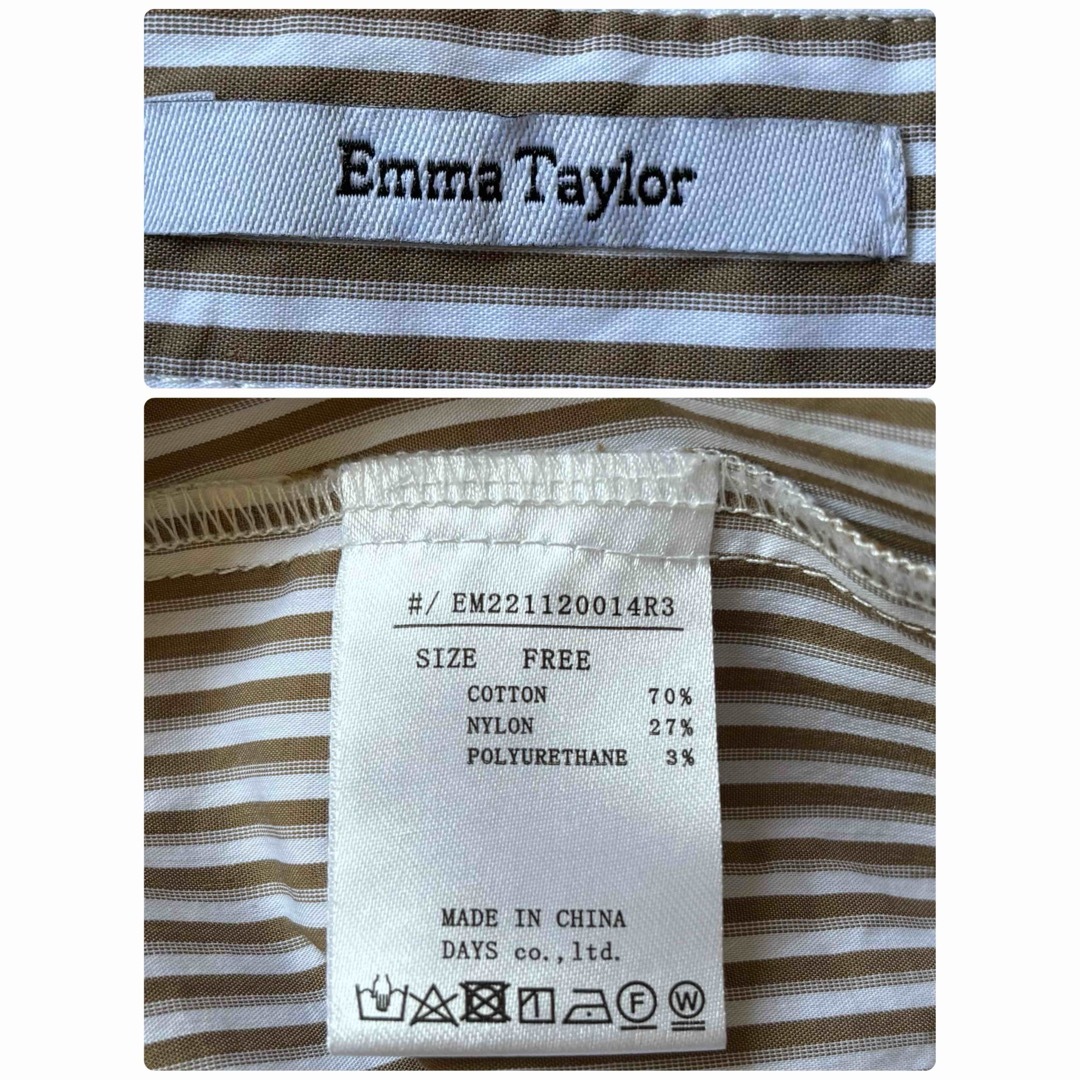 Emma Taylor
#/ EM221120014R3
SIZE FREE
COTTON 70%
NYLON 27%
POLYURETHANE 3%
MADE IN CHINA
DAYS co.,ltd.
F W